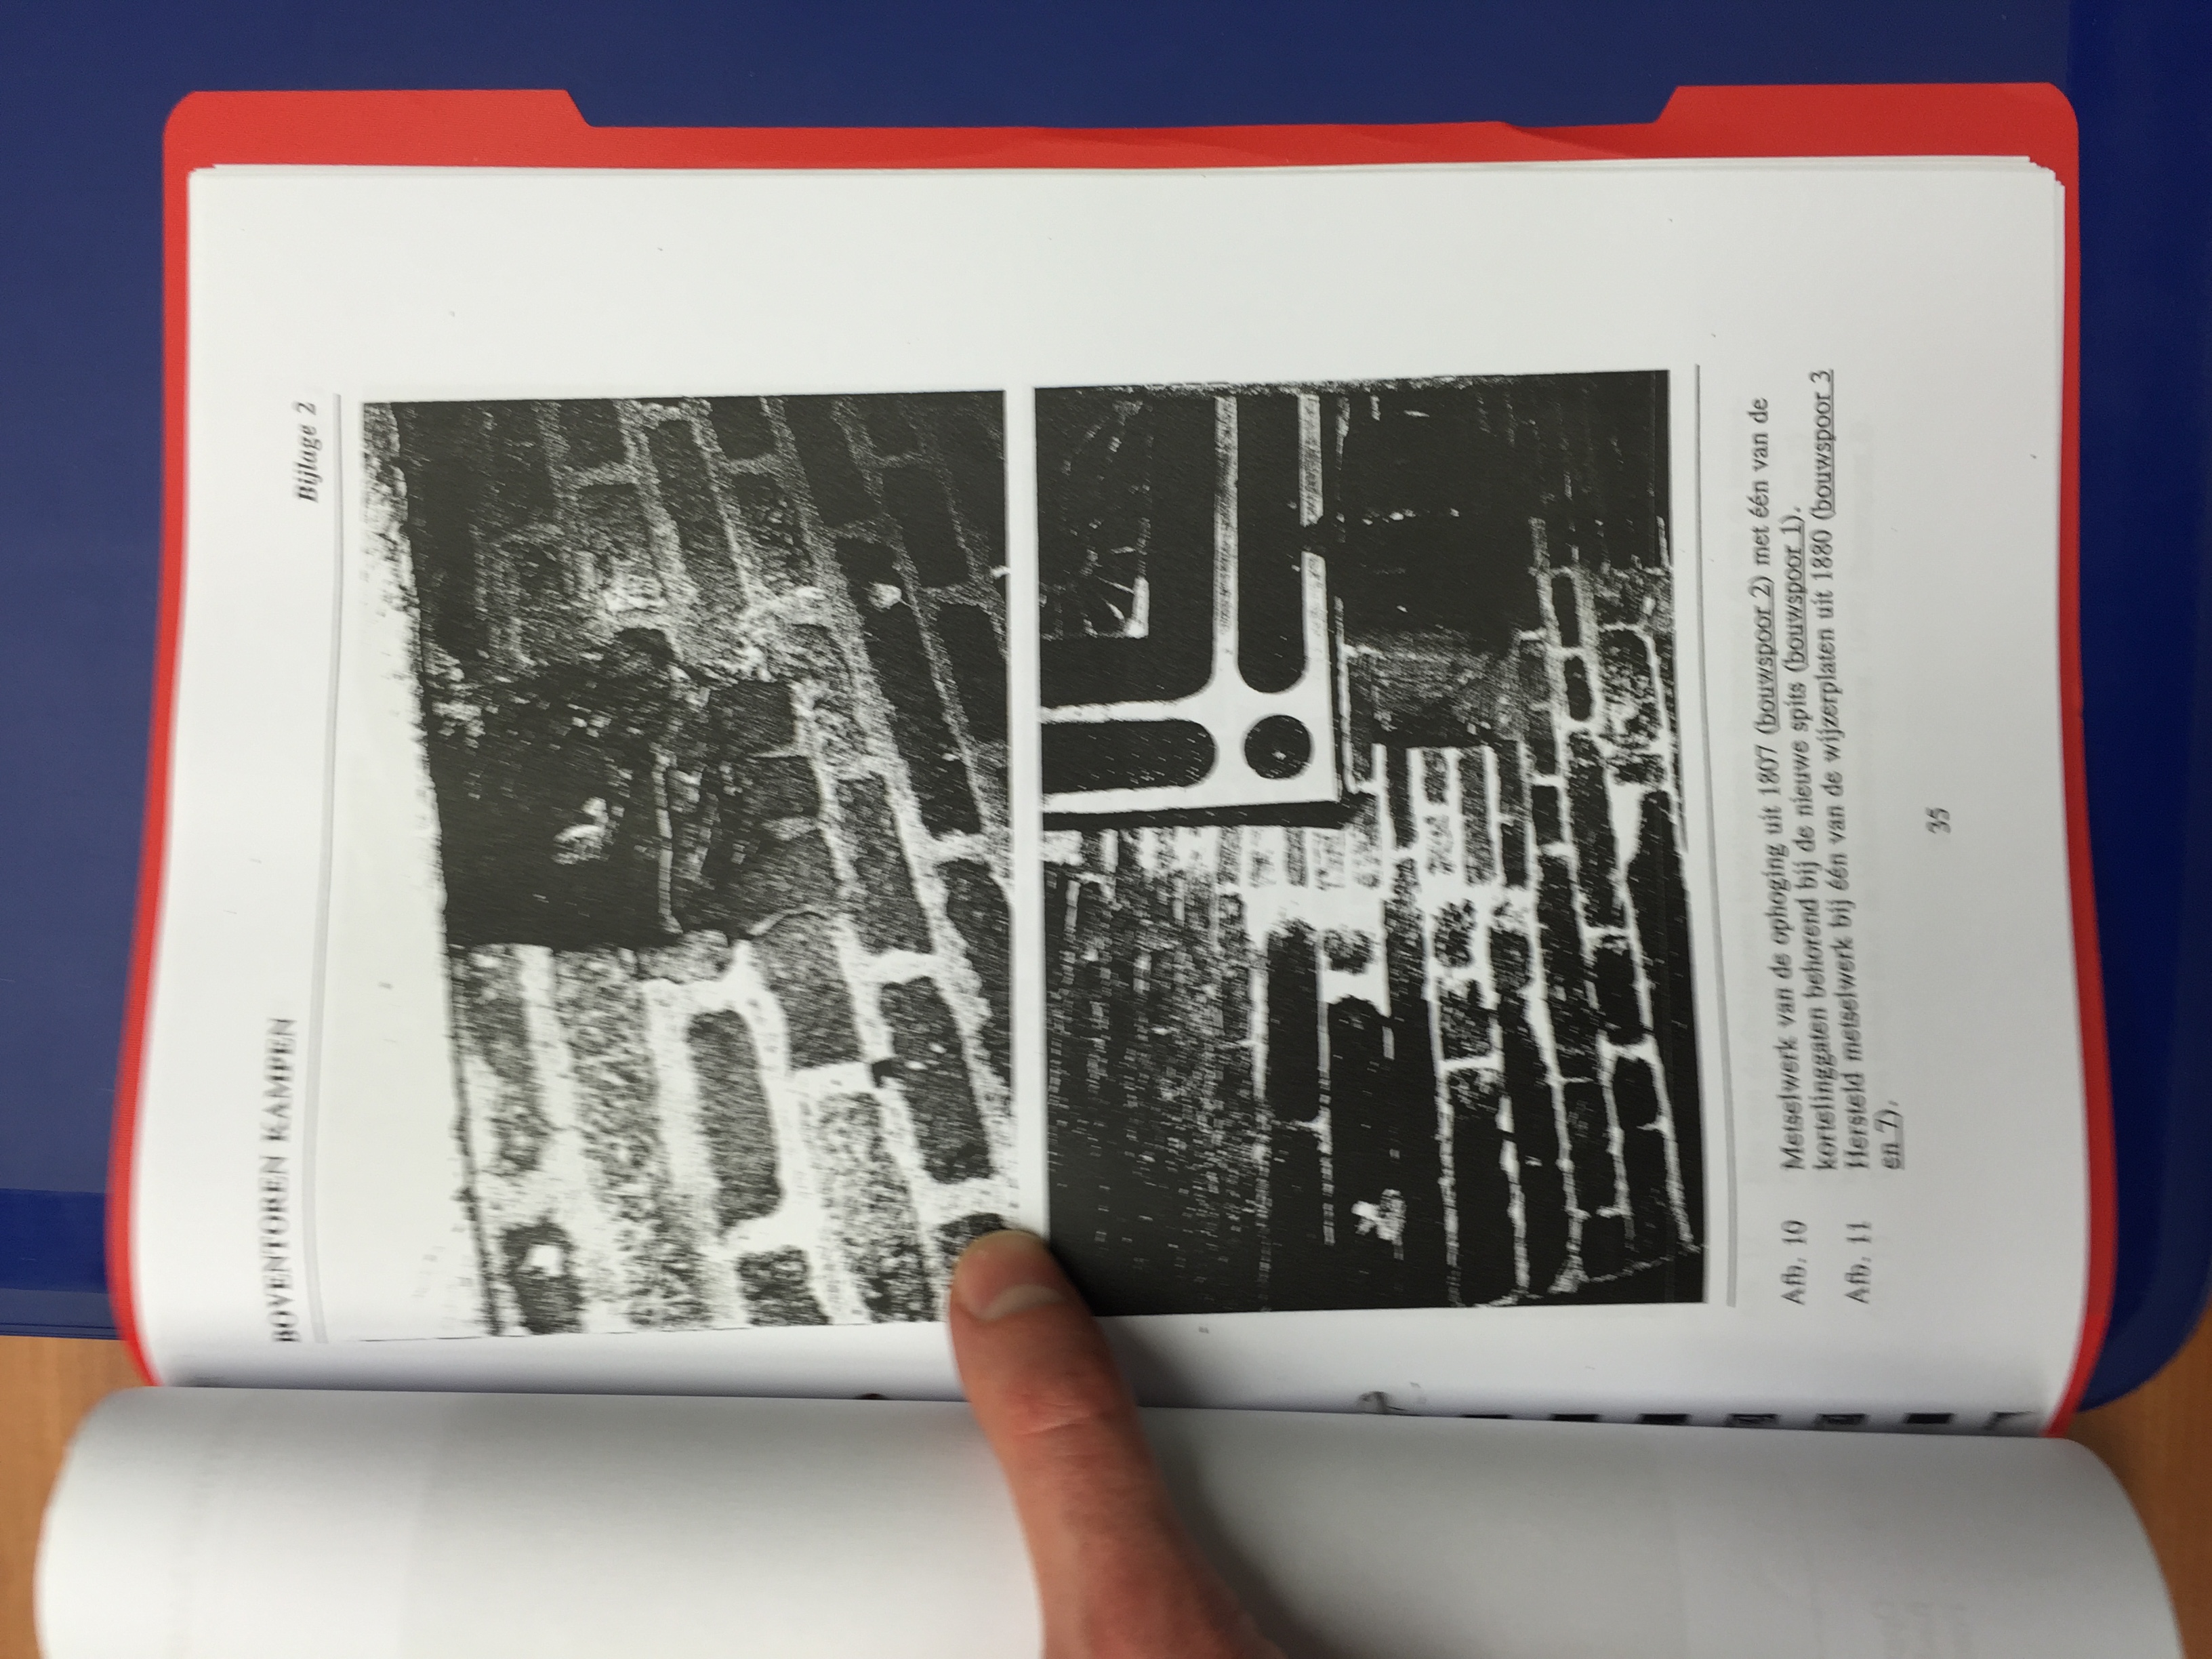 BOVENTOREN KAMPEN
Bijlage 2
Afb. 10 Metselwerk van de ophoging uit 1807 (bouwspoor 2) met één van de
kortelinggaten behorend bij de nieuwe spits (bouwspoor 1).
Afb. 11 Hersteld metselwerk bij één van de wijzerplaten uit 1880 (bouwspoor 3
en 7).
35